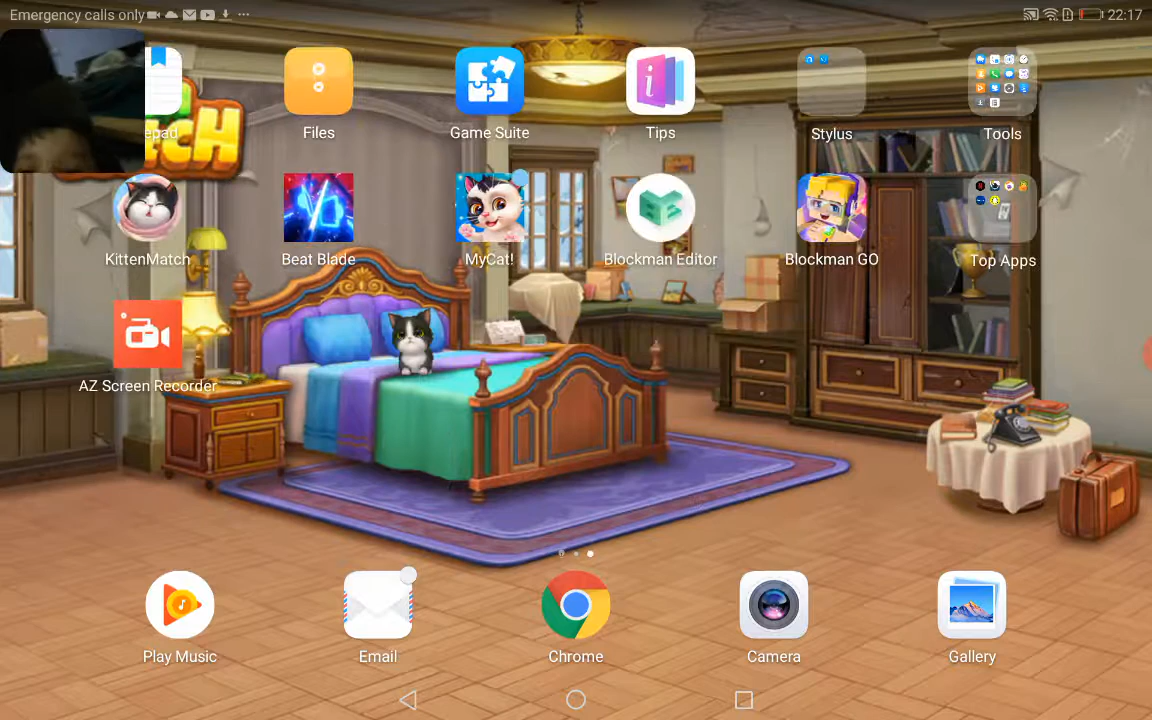 Emergency calls only
22:17
epad
Files
Game Suite
Tips
Stylus
Tools
KittenMatch
Beat Blade
MyCat!
Blockman Editor
Blockman GO
Top Apps
AZ Screen Recorder
Play Music
Email
Chrome
Camera
Gallery